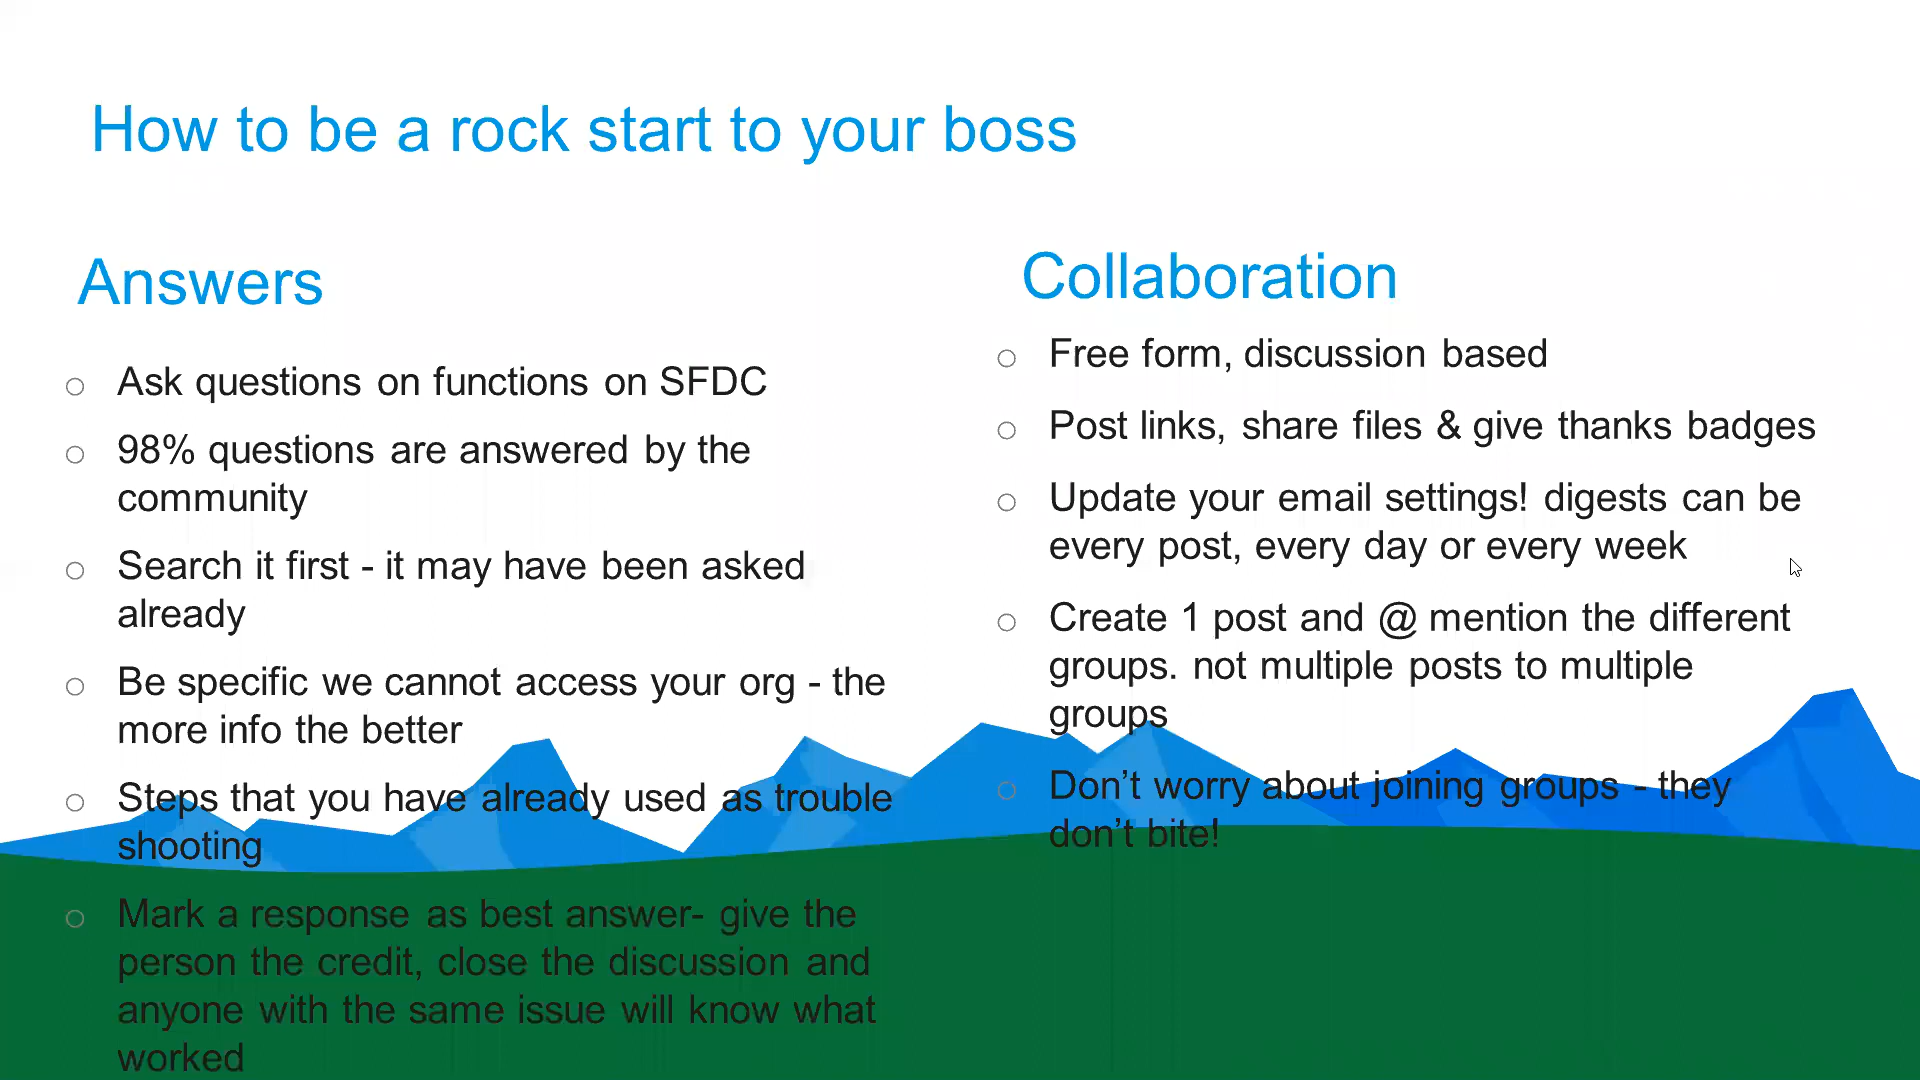 How to be a rock start to your boss
Answers
Ask questions on functions on SFDC
98% questions are answered by the
community
Search it first - it may have been asked
already
Be specific we cannot access your org - the
more info the better
Steps that you have already used as trouble
shooting
Mark a response as best answer- give the
person the credit, close the discussion and
anyone with the same issue will know what
worked
Collaboration
Free form, discussion based
Post links, share files & give thanks badges
Update your email settings! digests can be
every post, every day or every week
Create 1 post and @ mention the different
groups. not multiple posts to multiple
groups
Don’t worry about joining groups - they
don’t bite!